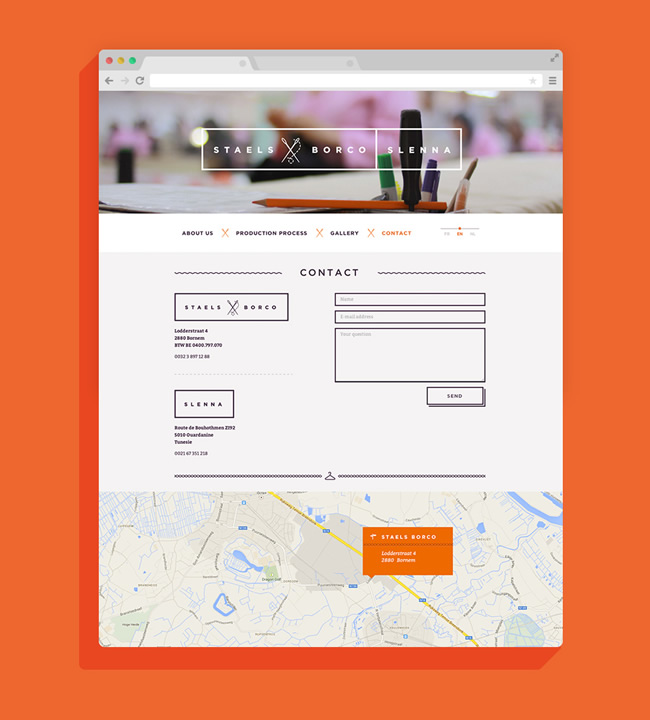 STAELS BORCO SLENNA
ABOUT US PRODUCTION PROCESS GALLERY CONTACT FR EN NL
CONTACT
STAELS BORCO
Lodderstraat 4
2880 Bornem
BTW BE 0400.797.070
0032 3 897 12 88
SLENNA
Route de Bouhothmen ZI92
5010 Ouardanine
Tunesie
0021 67 351 218
Name
E-mail address
Your question
SEND
STAELS BORCO
Lodderstraat 4
2880 Bornem